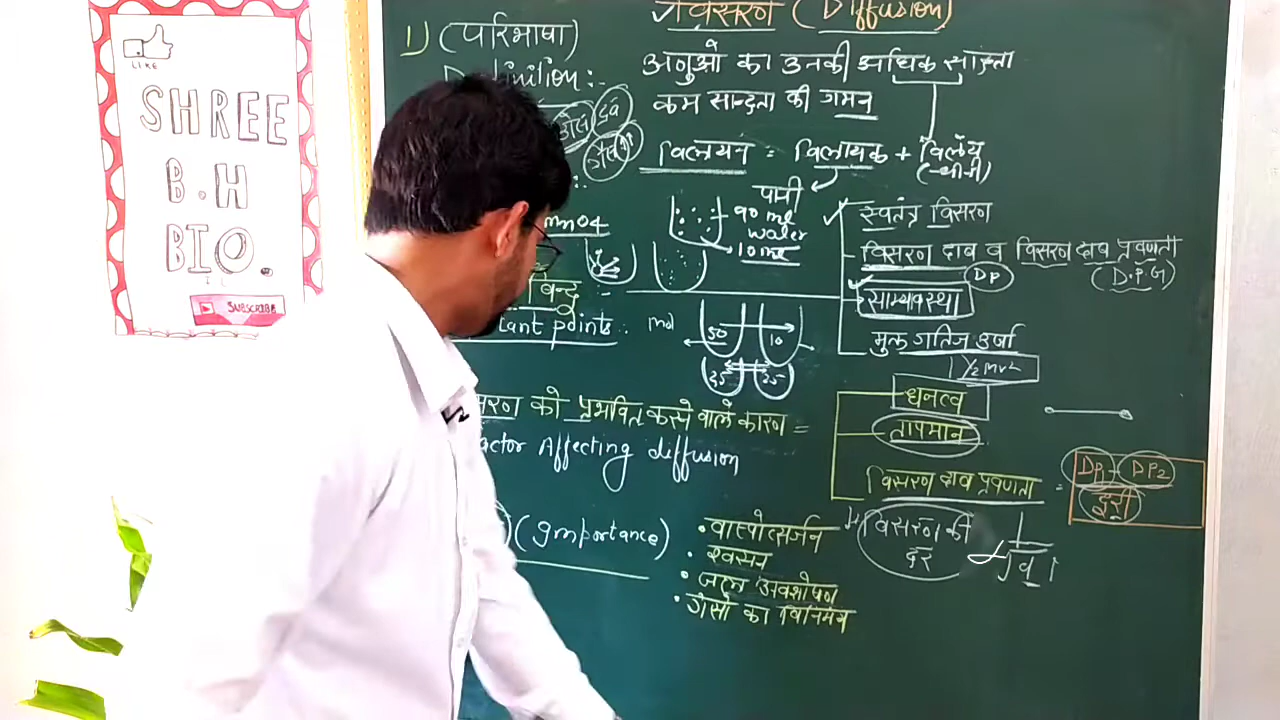 LIKE
SHREE
B.H
BIO.
SUBSCRIBE
विसरण (Diffusion)
1) (परिभाषा)
अणुओ का उनकी अधिक सान्द्रता
कम सान्द्रता की गमन
ठोस द्रव
गैस
विलयन = विलायक + विलेय
(चीनी)
पानी
90 ml
water
10 ml
mnO4
स्वतंत्र विसरण
विसरण दाब व विसरण दाब प्रवणता
(DP)
(D.P.G)
साम्यावस्था
मुक्त गतिज उर्जा
1/2 mv²
बिन्दु :-
tant points :.
50
10
25
25
सरण को प्रभावित करने वाले कारण =
actor Affecting diffusion
घनत्व
तापमान
विसरण दाब प्रवणता =
DP1 - DP2
दूरी
(Importance)
• वाष्पोत्सर्जन
• श्वसन
• जल अवशोषण
• गैसो का विनिमय
विसरण की
दर